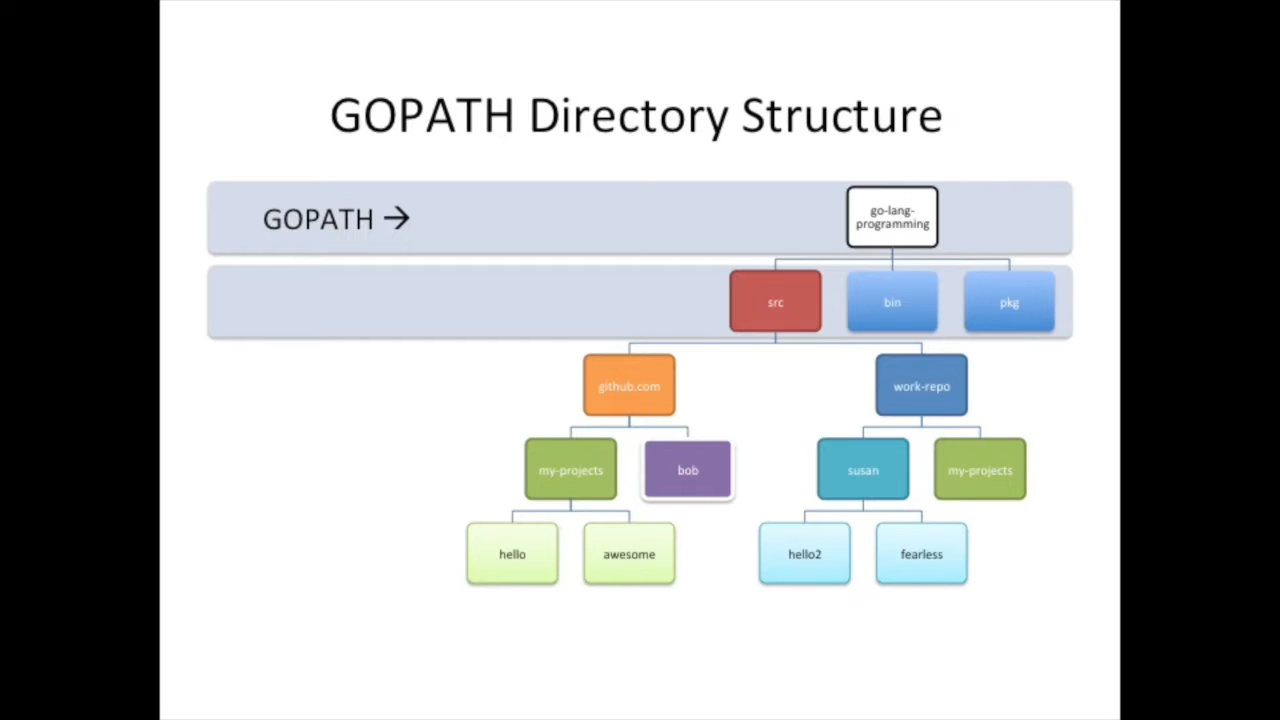 GOPATH Directory Structure
GOPATH →
go-lang-
programming
src
bin
pkg
github.com
work-repo
my-projects
bob
susan
my-projects
hello
awesome
hello2
fearless